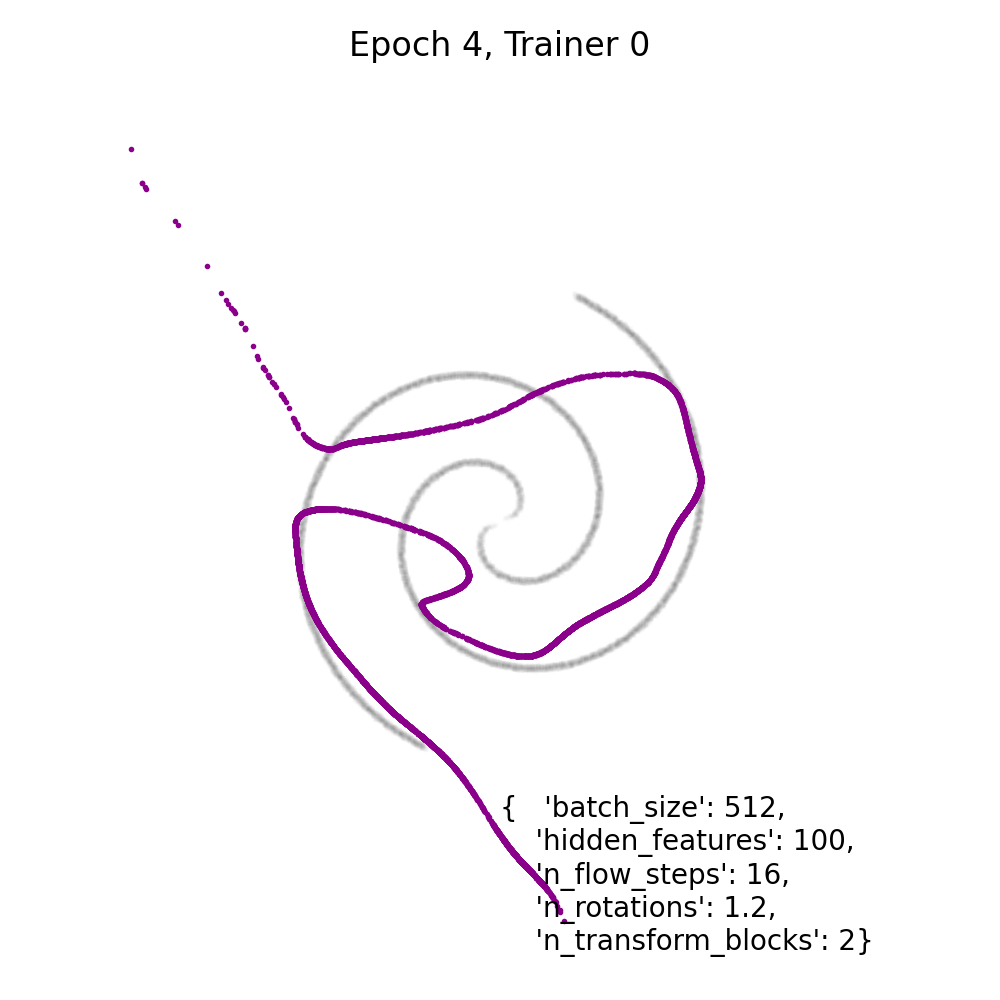 Epoch 4, Trainer 0
{   'batch_size': 512,
'hidden_features': 100,
'n_flow_steps': 16,
'n_rotations': 1.2,
'n_transform_blocks': 2}